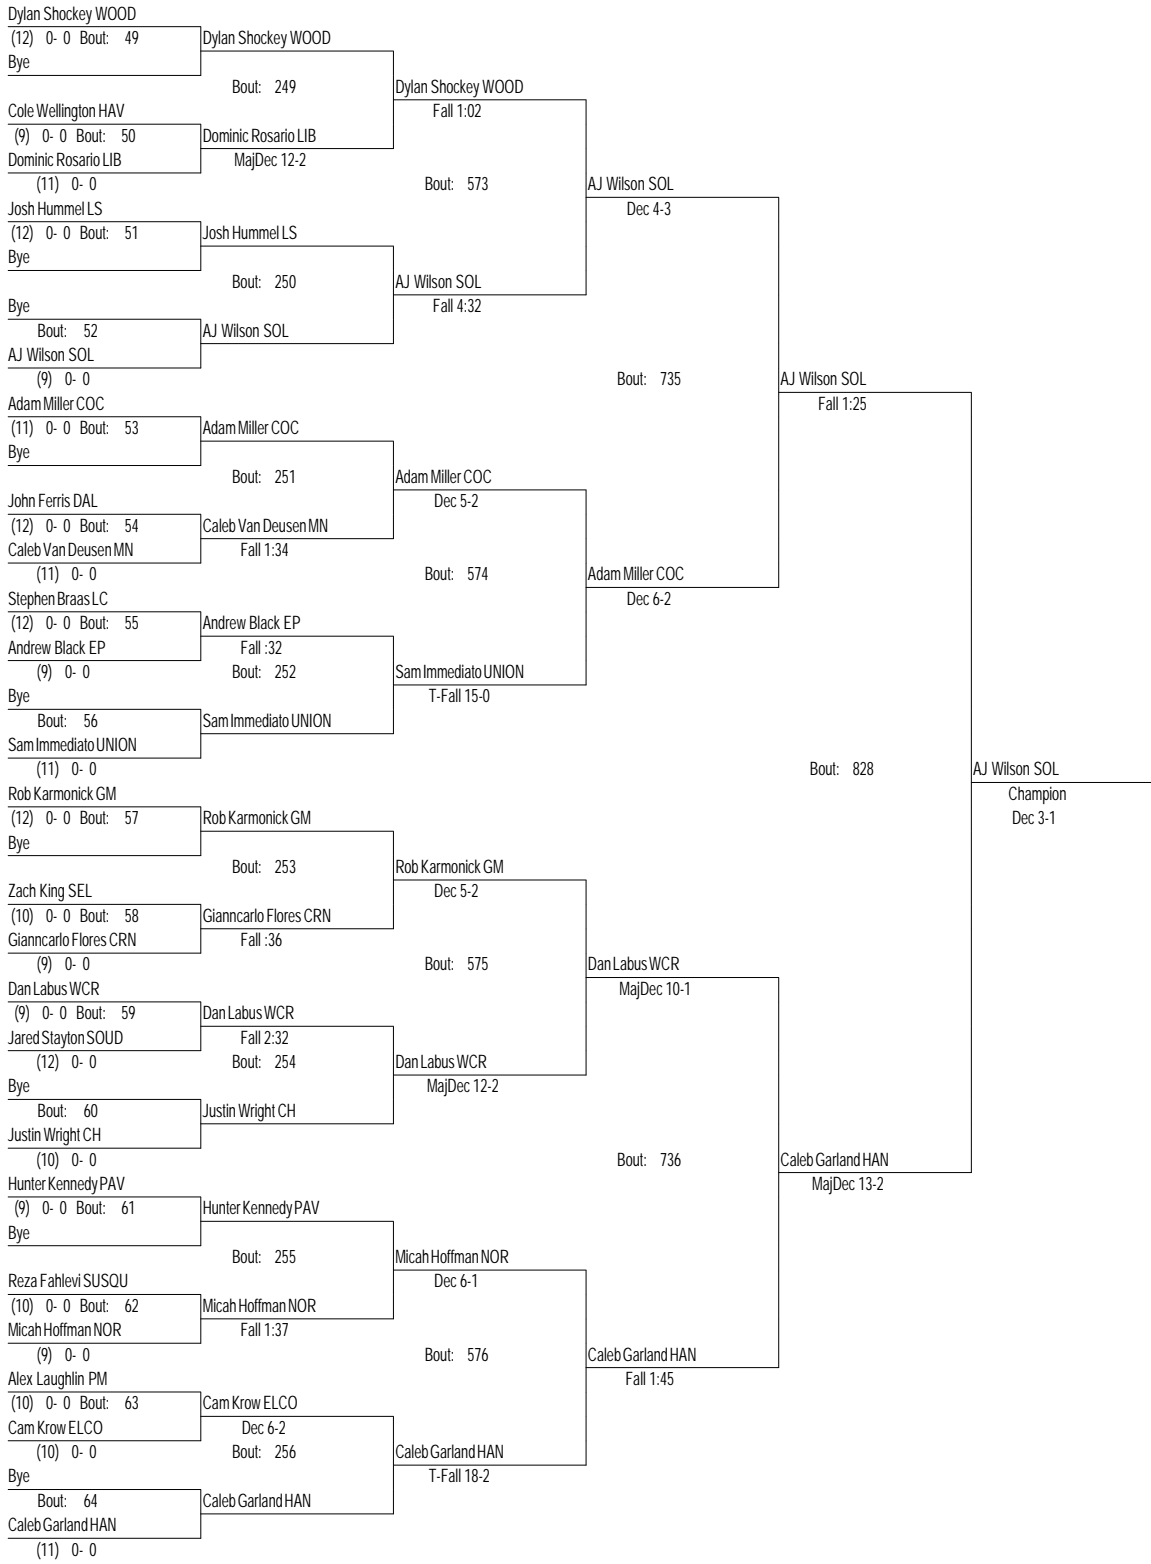 Dylan Shockey WOOD
(12) 0- 0 Bout: 49
Dylan Shockey WOOD
Bye
Bout: 249
Dylan Shockey WOOD
Cole Wellington HAV
Fall 1:02
(9) 0- 0 Bout: 50
Dominic Rosario LIB
Dominic Rosario LIB
MajDec 12-2
(11) 0- 0
Bout: 573
AJ Wilson SOL
Josh Hummel LS
Dec 4-3
(12) 0- 0 Bout: 51
Josh Hummel LS
Bye
Bout: 250
AJ Wilson SOL
Bye
Fall 4:32
Bout: 52
AJ Wilson SOL
AJ Wilson SOL
(9) 0- 0
Bout: 735
AJ Wilson SOL
Adam Miller COC
Fall 1:25
(11) 0- 0 Bout: 53
Adam Miller COC
Bye
Bout: 251
Adam Miller COC
John Ferris DAL
Dec 5-2
(12) 0- 0 Bout: 54
Caleb Van Deusen MN
Caleb Van Deusen MN
Fall 1:34
(11) 0- 0
Bout: 574
Adam Miller COC
Stephen Braas LC
Dec 6-2
(12) 0- 0 Bout: 55
Andrew Black EP
Andrew Black EP
Fall :32
(9) 0- 0
Bout: 252
Sam Immediato UNION
Bye
T-Fall 15-0
Bout: 56
Sam Immediato UNION
Sam Immediato UNION
(11) 0- 0
Bout: 828
AJ Wilson SOL
Rob Karmonick GM
Champion
(12) 0- 0 Bout: 57
Rob Karmonick GM
Dec 3-1
Bye
Bout: 253
Rob Karmonick GM
Zach King SEL
Dec 5-2
(10) 0- 0 Bout: 58
Gianncarlo Flores CRN
Gianncarlo Flores CRN
Fall :36
(9) 0- 0
Bout: 575
Dan Labus WCR
Dan Labus WCR
MajDec 10-1
(9) 0- 0 Bout: 59
Dan Labus WCR
Jared Stayton SOUD
Fall 2:32
(12) 0- 0
Bout: 254
Dan Labus WCR
Bye
MajDec 12-2
Bout: 60
Justin Wright CH
Justin Wright CH
(10) 0- 0
Bout: 736
Caleb Garland HAN
Hunter Kennedy PAV
MajDec 13-2
(9) 0- 0 Bout: 61
Hunter Kennedy PAV
Bye
Bout: 255
Micah Hoffman NOR
Reza Fahlevi SUSQU
Dec 6-1
(10) 0- 0 Bout: 62
Micah Hoffman NOR
Micah Hoffman NOR
Fall 1:37
(9) 0- 0
Bout: 576
Caleb Garland HAN
Alex Laughlin PM
Fall 1:45
(10) 0- 0 Bout: 63
Cam Krow ELCO
Cam Krow ELCO
Dec 6-2
(10) 0- 0
Bout: 256
Caleb Garland HAN
Bye
T-Fall 18-2
Bout: 64
Caleb Garland HAN
Caleb Garland HAN
(11) 0- 0